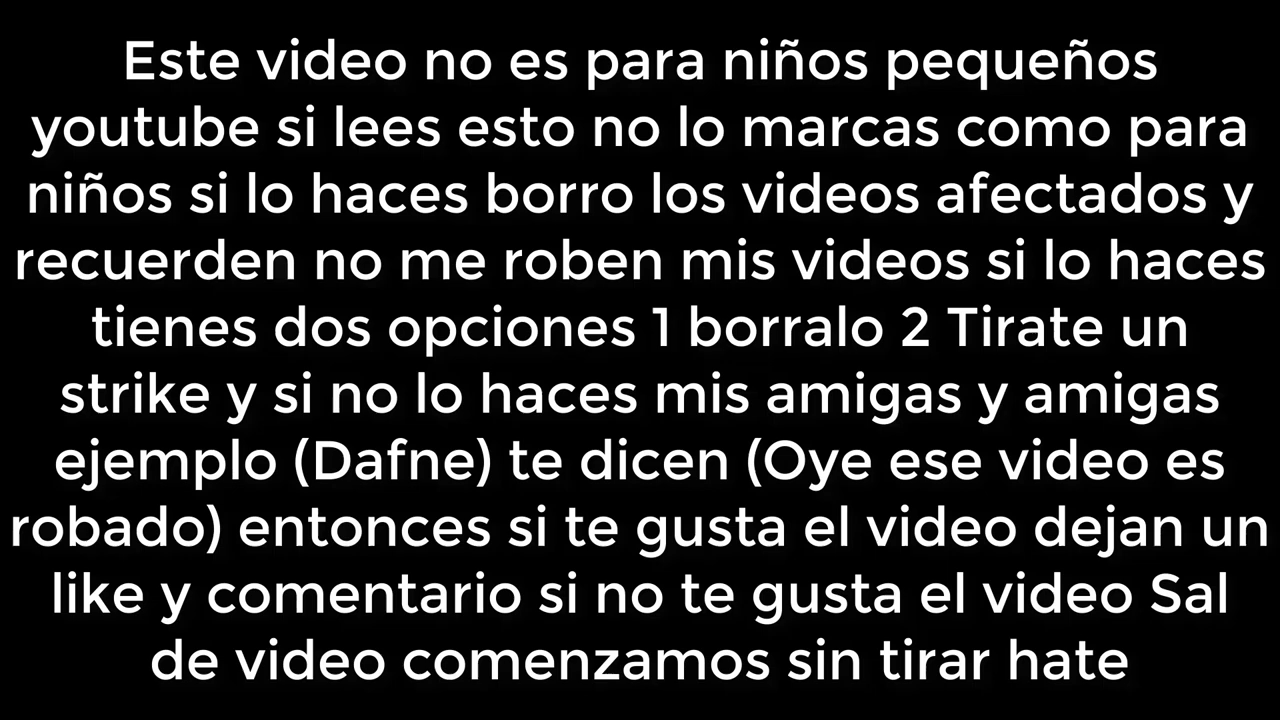 Este video no es para niños pequeños
youtube si lees esto no lo marcas como para
niños si lo haces borro los videos afectados y
recuerden no me roben mis videos si lo haces
tienes dos opciones 1 borralo 2 Tirate un
strike y si no lo haces mis amigas y amigas
ejemplo (Dafne) te dicen (Oye ese video es
robado) entonces si te gusta el video dejan un
like y comentario si no te gusta el video Sal
de video comenzamos sin tirar hate